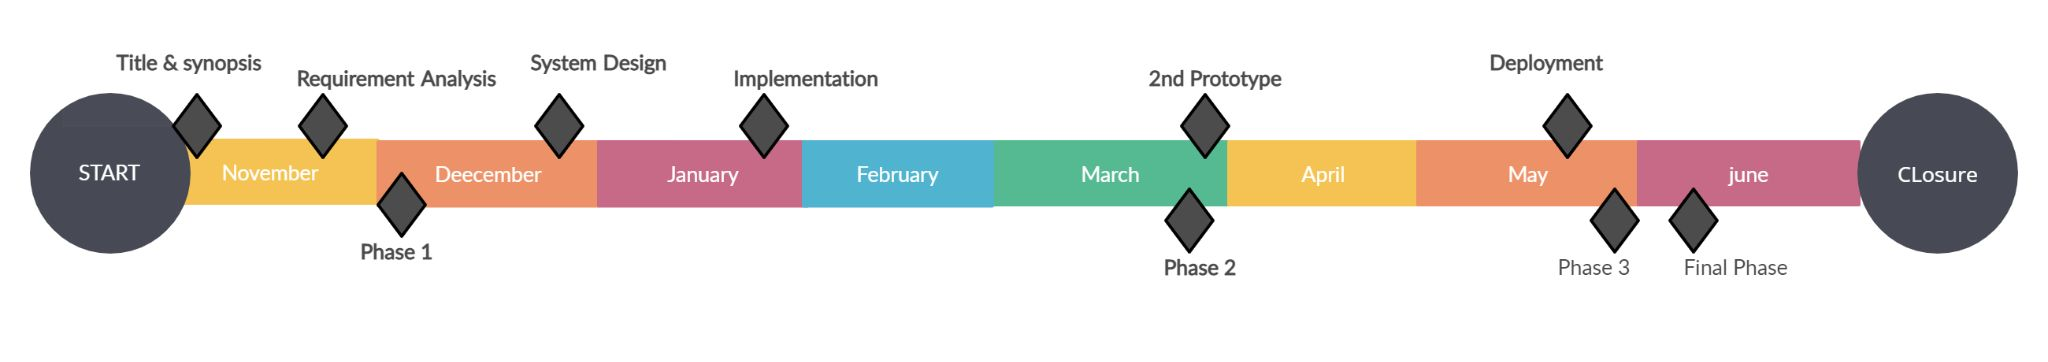 Title & synopsis
Requirement Analysis
System Design
Implementation
2nd Prototype
Deployment
START
November
Deecember
January
February
March
April
May
june
CLosure
Phase 1
Phase 2
Phase 3
Final Phase